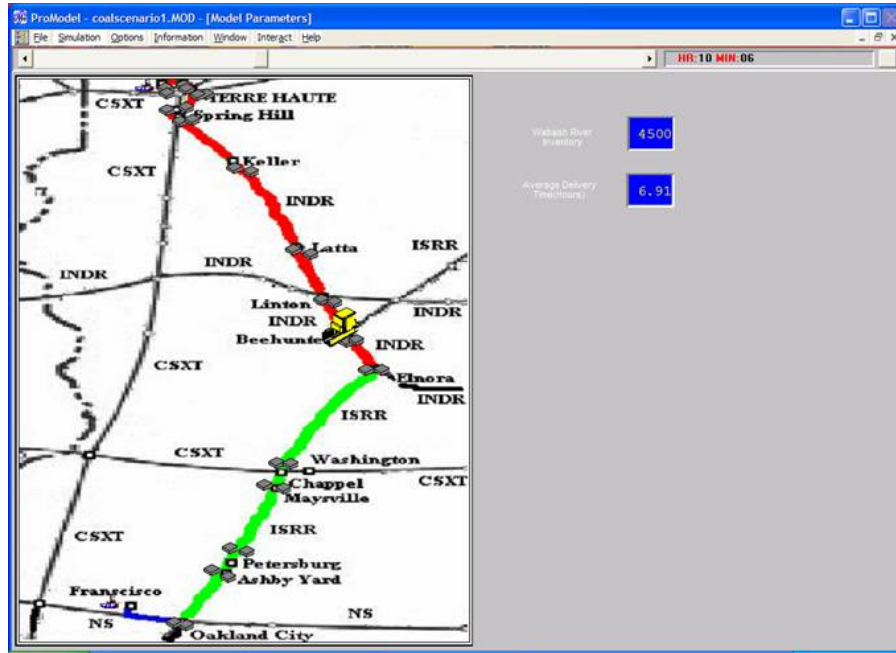 ProModel - coalscenario1.MOD - [Model Parameters]
File Simulation Options Information Window Interact Help
HR:10 MIN:06
CSXT
TERRE HAUTE
Spring Hill
Keller
CSXT
INDR
Latta
ISRR
INDR
INDR
Linton
INDR
INDR
Beehunte
INDR
CSXT
Elnora
INDR
ISRR
CSXT
Washington
CSXT
Chappel
Maysville
ISRR
CSXT
Petersburg
Ashby Yard
Franscisco
NS
NS
Oakland City
Wabash River
Inventory
4500
Average Delivery
Time(Hours)
6.91